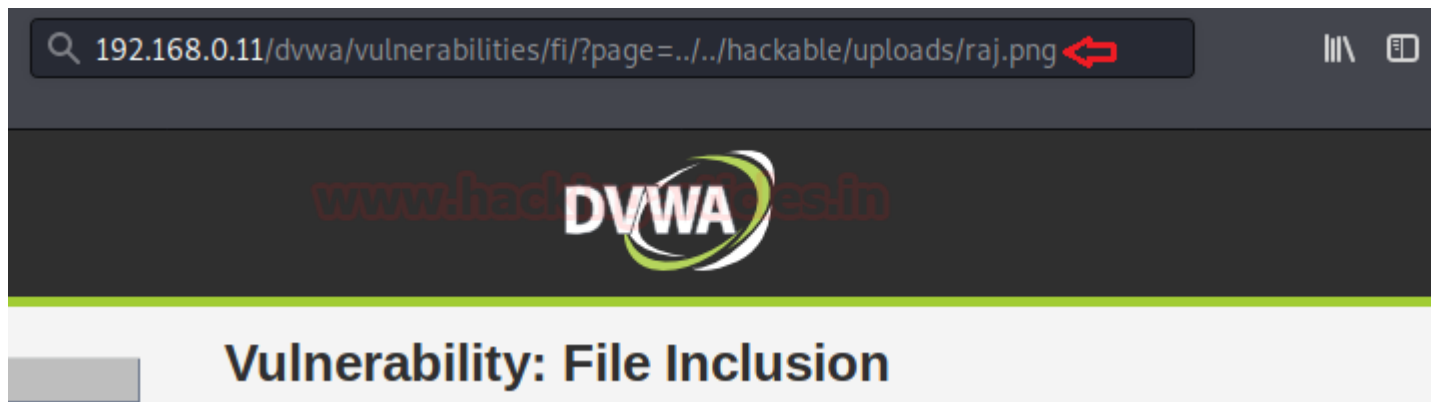 192.168.0.11/dvwa/vulnerabilities/fi/?page=../../hackable/uploads/raj.png
DVWA
Vulnerability: File Inclusion